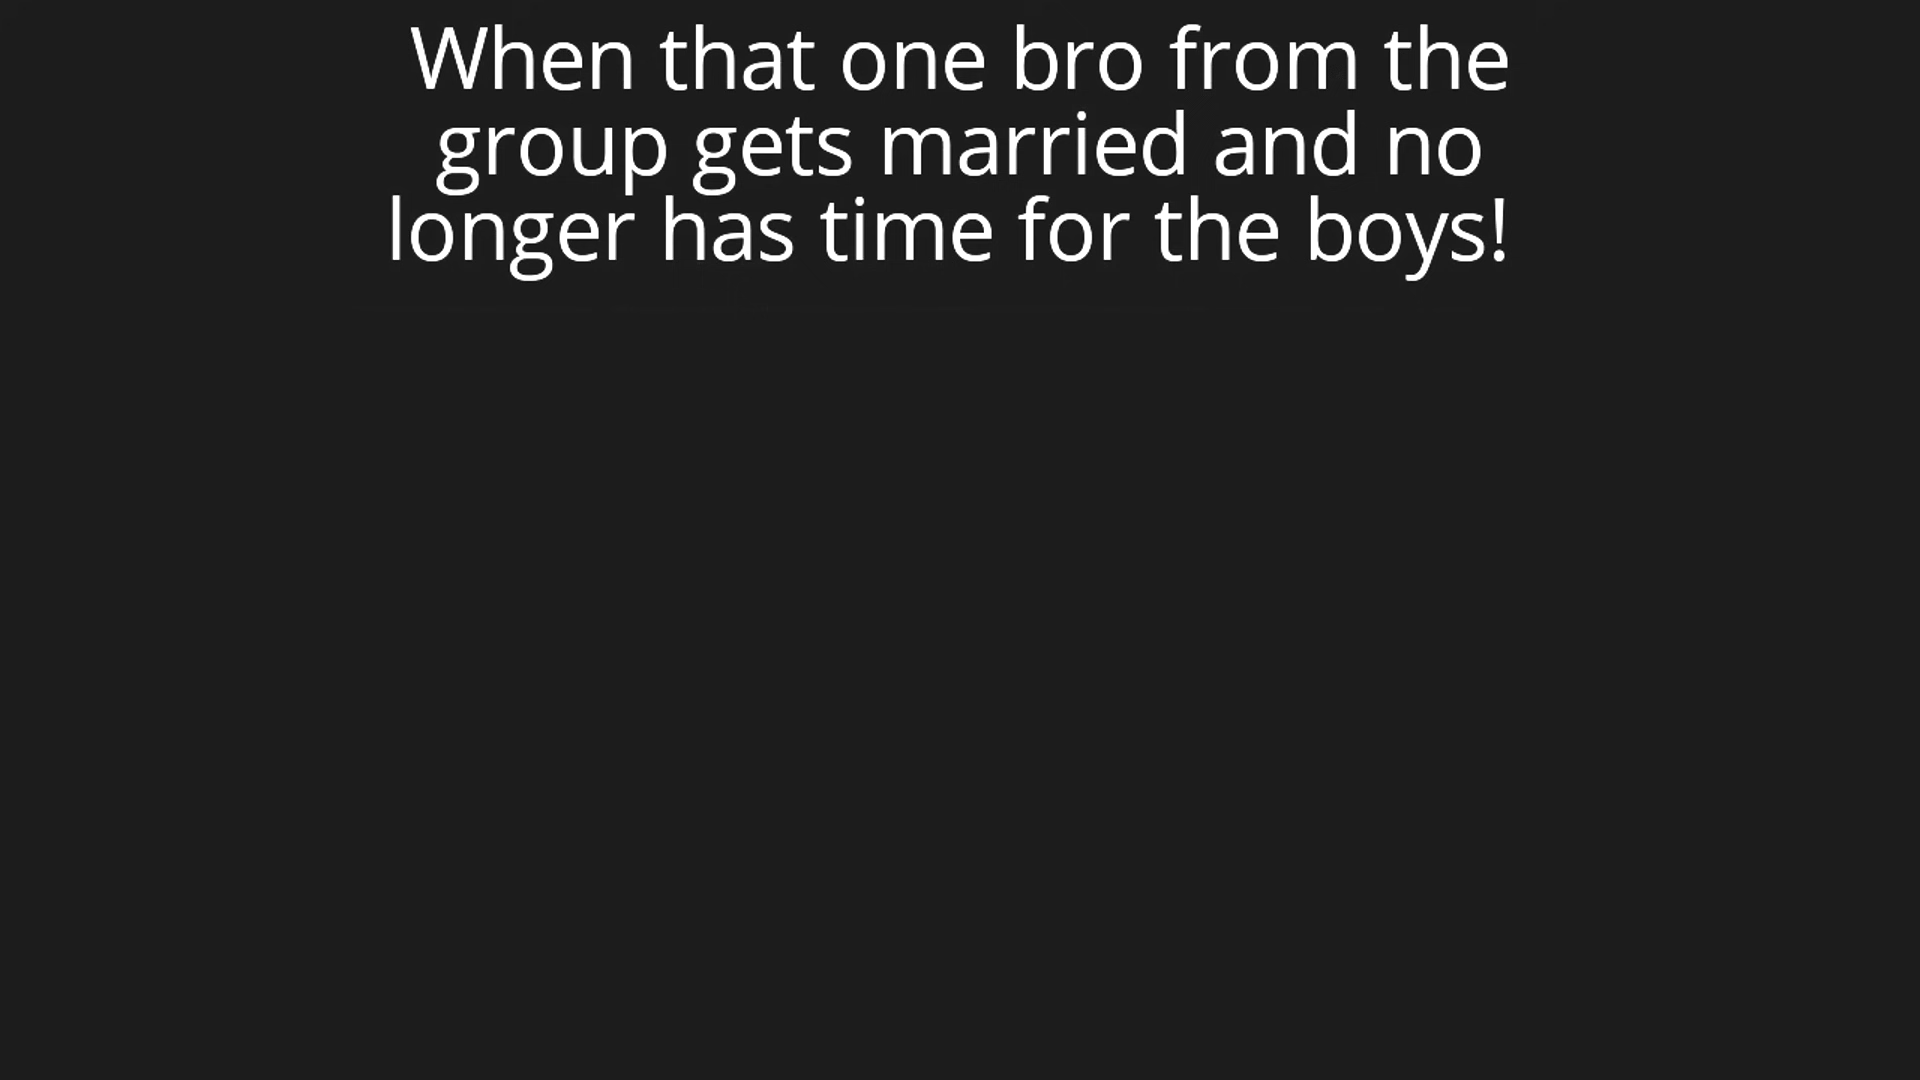 When that one bro from the
group gets married and no
longer has time for the boys!